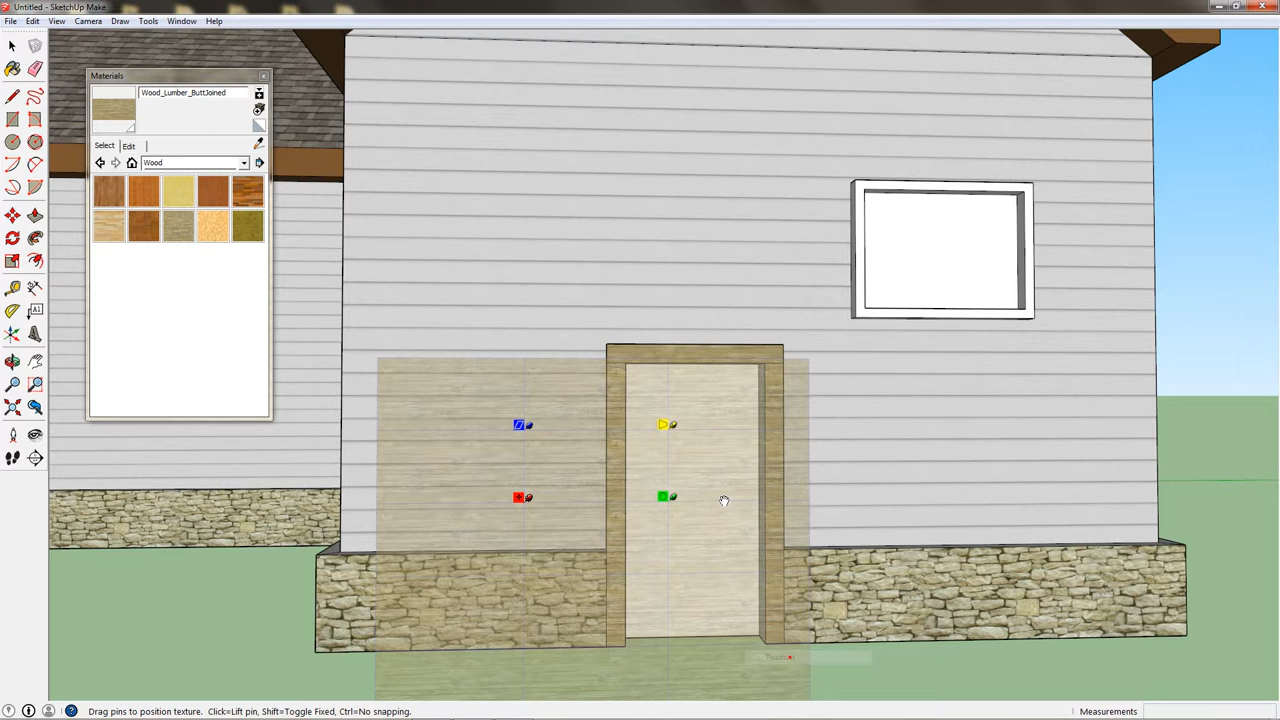 Untitled - SketchUp Make
File Edit View Camera Draw Tools Window Help
Materials
Wood_Lumber_ButtJoined
Select Edit
Wood
A1
Drag pins to position texture. Click=Lift pin, Shift=Toggle Fixed, Ctrl=No snapping.
Measurements